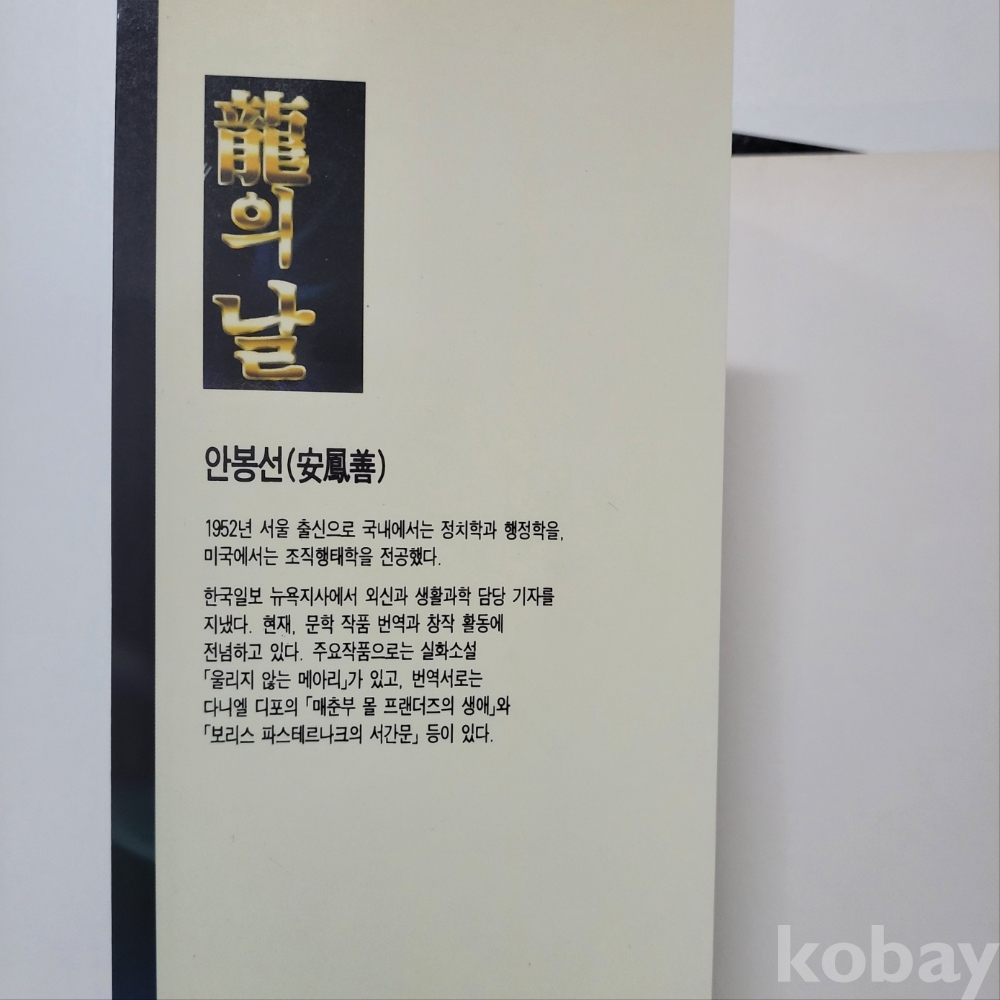 龍의 날
안봉선(安鳳善)
1952년 서울 출신으로 국내에서는 정치학과 행정학을,
미국에서는 조직행태학을 전공했다.
한국일보 뉴욕지사에서 외신과 생활과학 담당 기자를
지냈다. 현재, 문학 작품 번역과 창작 활동에
전념하고 있다. 주요작품으로는 실화소설
「울리지 않는 메아리」가 있고, 번역서로는
다니엘 디포의 「매춘부 몰 프랜더즈의 생애」와
「보리스 파스테르나크의 서간문」 등이 있다.
kobay